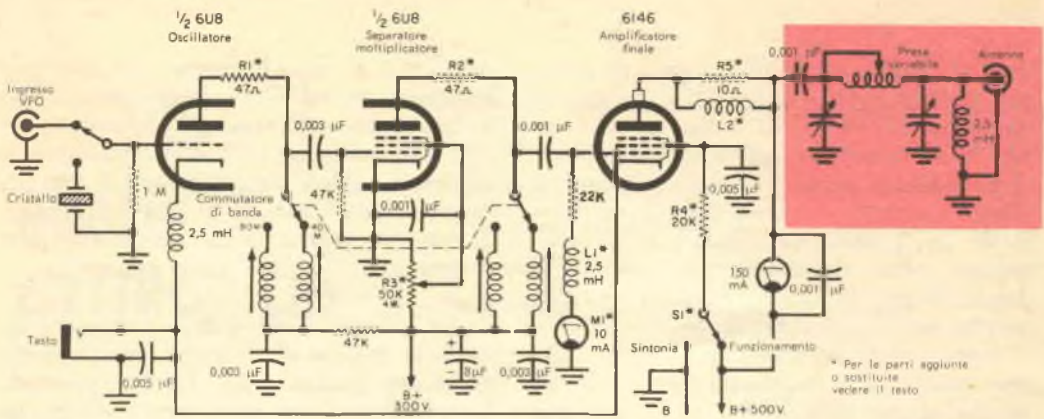 ½ 6U8
Oscillatore
½ 6U8
Separatore
moltiplicatore
6146
Amplificatore
finale
Ingresso
VFO
Cristallo
1 M
R1*
47Ω
2,5 mH
0,003 µF
Commutatore
di banda
80M
40
M
47K
R2*
47Ω
0,001
µF
R3*
50K
4W
0,001
µF
22K
L1*
2,5
mH
M1*
10
mA
R5*
10Ω
L2*
R4*
20K
0,005 µF
0,001 µF
Presa
variabile
Antenna
2,5
mH
150
mA
0,001 µF
S1*
Sintonia
Funzionamento
B
B+ 500V.
Tasto
0,005 µF
0,003 µF
47K
8µF
0,003 µF
B+
300V.
* Per le parti aggiunte
o sostituite
vedere il testo